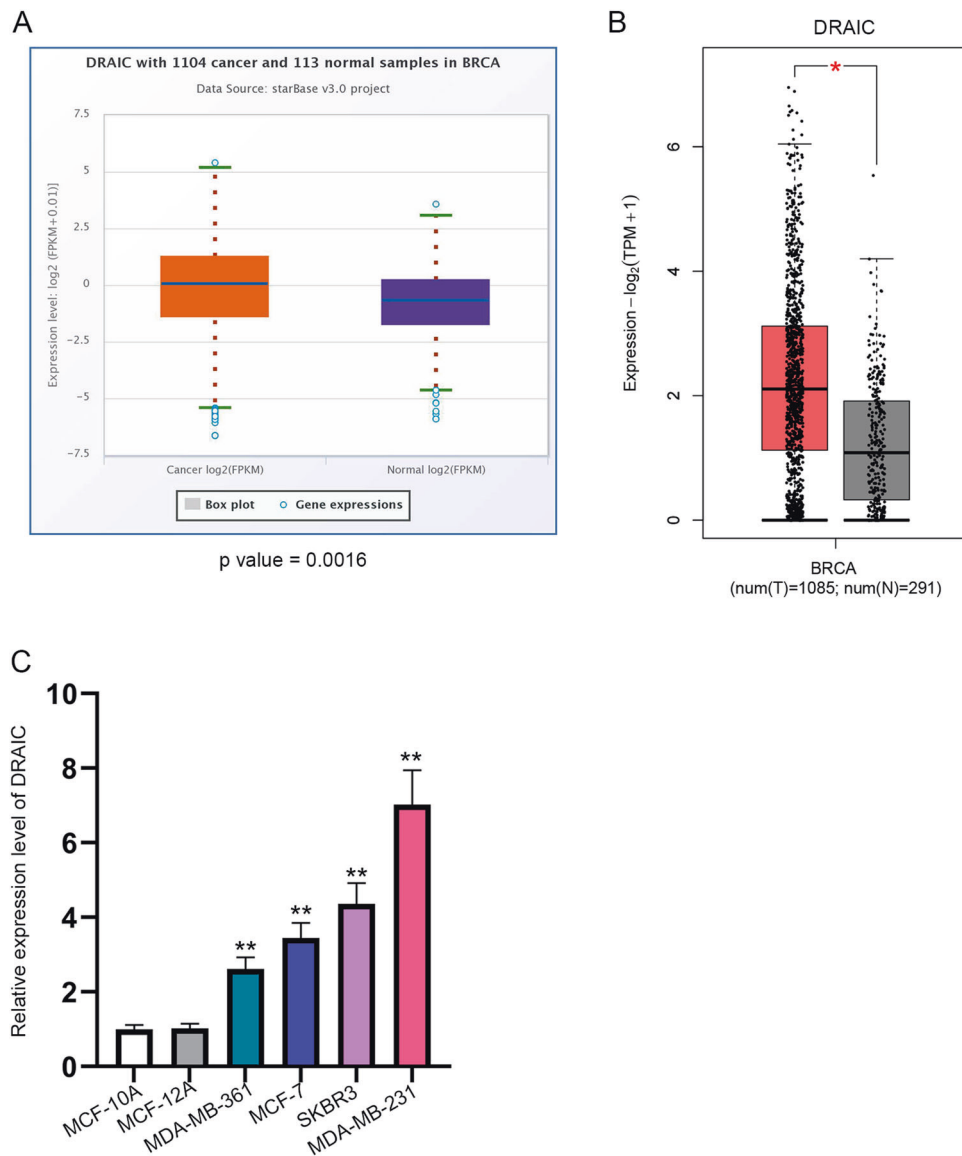 A
DRAIC with 1104 cancer and 113 normal samples in BRCA
Data Source: starBase v3.0 project
Expression level: log2 (FPKM+0.01)]
7.5
5
2.5
0
−2.5
−5
−7.5
Cancer log2(FPKM)
Normal log2(FPKM)
Box plot
Gene expressions
p value = 0.0016
B
DRAIC
*
Expression − log₂(TPM + 1)
6
4
2
0
BRCA
(num(T)=1085; num(N)=291)
C
Relative expression level of DRAIC
10
8
6
4
2
0
**
**
**
**
MCF-10A
MCF-12A
MDA-MB-361
MCF-7
SKBR3
MDA-MB-231